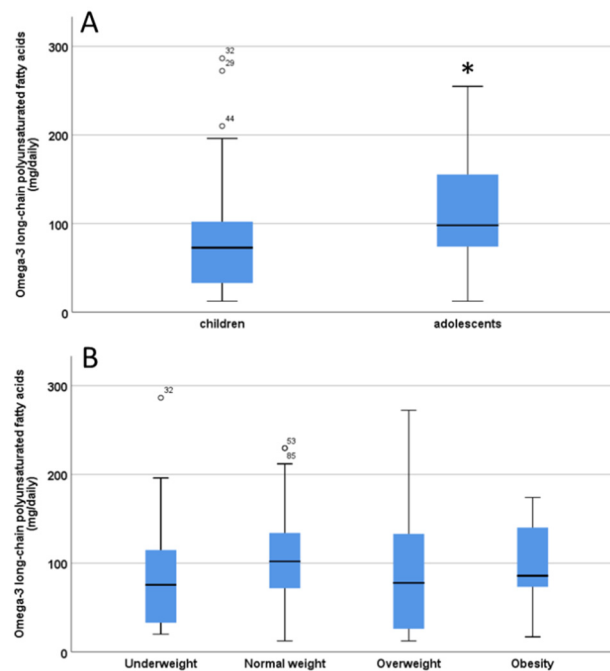 A
Omega-3 long-chain polyunsaturated fatty acids
(mg/daily)
300
200
100
0
32
29
44
*
children
adolescents
B
Omega-3 long-chain polyunsaturated fatty acids
(mg/daily)
300
200
100
0
32
53
85
Underweight
Normal weight
Overweight
Obesity